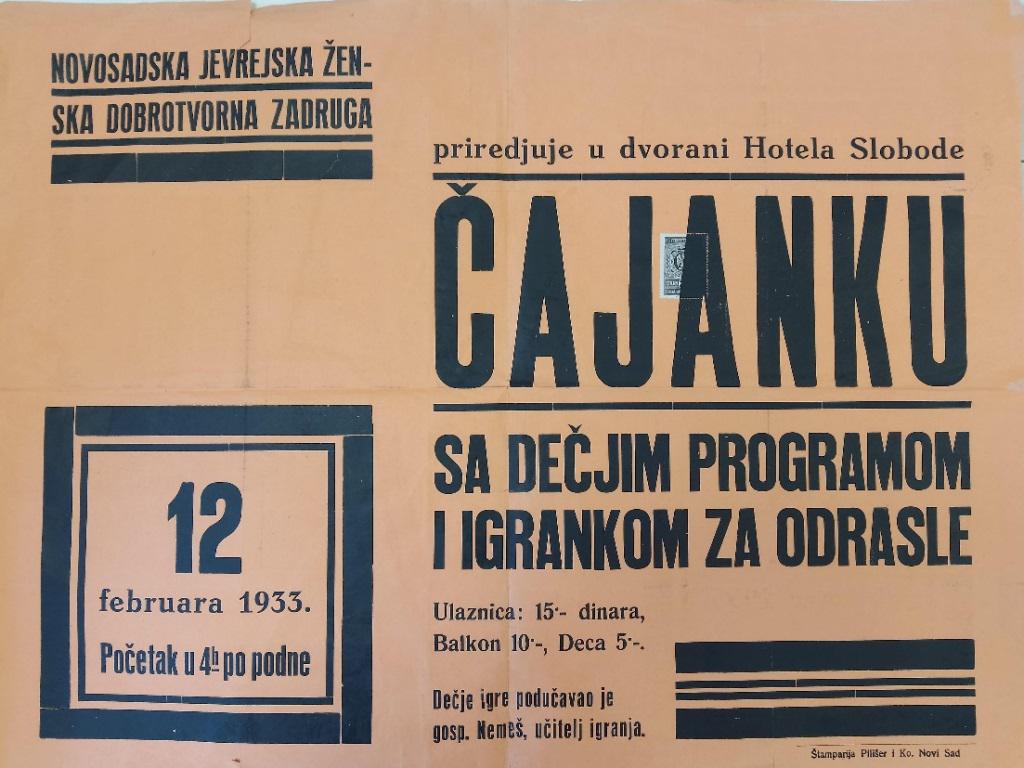 NOVOSADSKA JEVREJSKA ŽEN-
SKA DOBROTVORNA ZADRUGA
priredjuje u dvorani Hotela Slobode
ČAJANKU
SA DEČJIM PROGRAMOM
I IGRANKOM ZA ODRASLE
12
februara 1933.
Početak u 4h po podne
Ulaznica: 15·- dinara,
Balkon 10·-, Deca 5·-.
Dečje igre podučavao je
gosp. Nemeš, učitelj igranja.
Štamparija Pilišer i Ko. Novi Sad